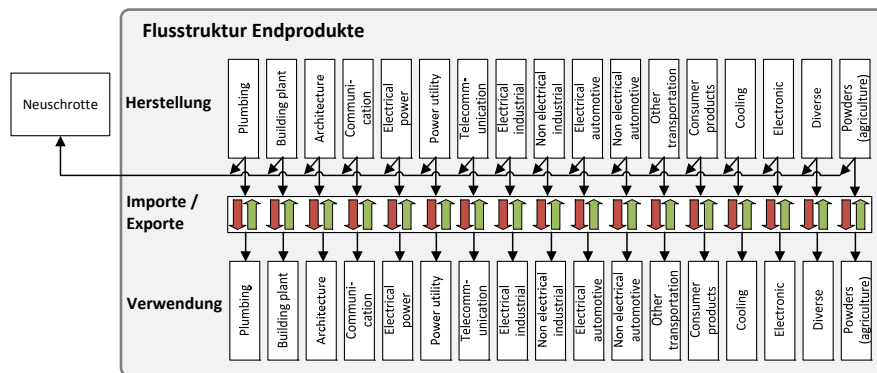 Flusstruktur Endprodukte
Neuschrotte
Herstellung
Plumbing
Building plant
Architecture
Communi-
cation
Electrical
power
Power utility
Telecomm-
unication
Electrical
industrial
Non electrical
industrial
Electrical
automotive
Non electrical
automotive
Other
transportation
Consumer
products
Cooling
Electronic
Diverse
Powders
(agriculture)
Importe /
Exporte
Verwendung
Plumbing
Building plant
Architecture
Communi-
cation
Electrical
power
Power utility
Telecomm-
unication
Electrical
industrial
Non electrical
industrial
Electrical
automotive
Non electrical
automotive
Other
transportation
Consumer
products
Cooling
Electronic
Diverse
Powders
(agriculture)